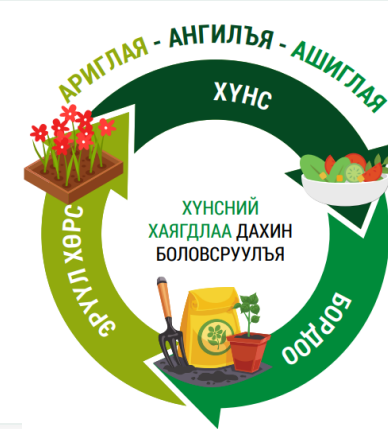 АРИГЛАЯ - АНГИЛЪЯ - АШИГЛАЯ
ХҮНС
ХҮНСНИЙ
ХАЯГДЛАА ДАХИН
БОЛОВСРУУЛЪЯ
ЭРҮҮЛ ХӨРС
БОРДОО